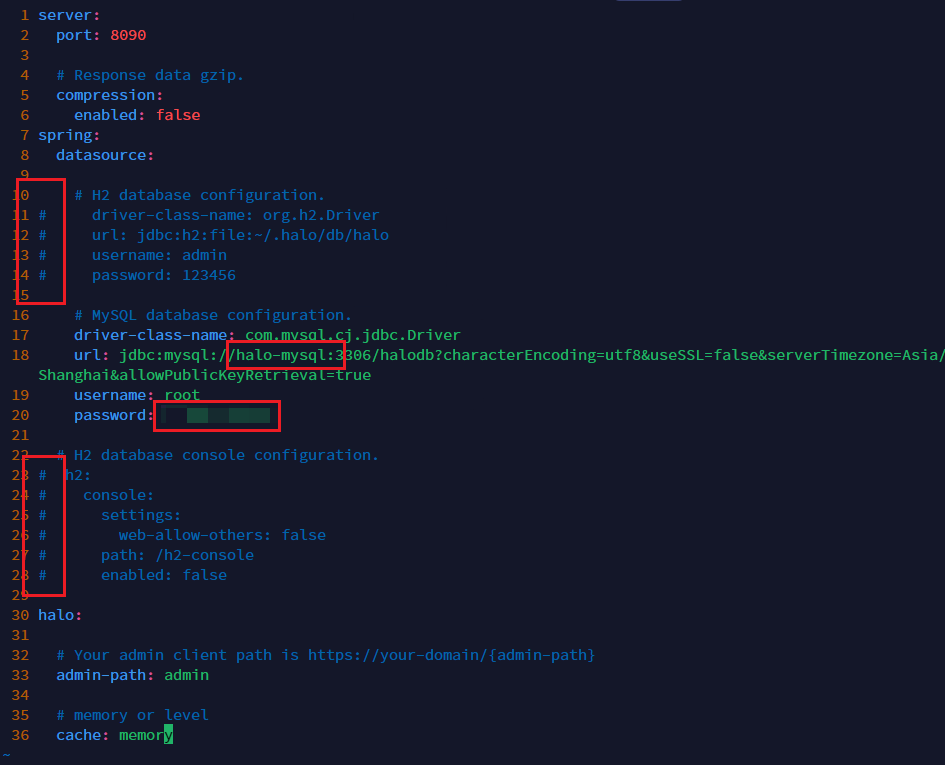 1 server:
2   port: 8090
3
4   # Response data gzip.
5   compression:
6     enabled: false
7 spring:
8   datasource:
9
10     # H2 database configuration.
11 #     driver-class-name: org.h2.Driver
12 #     url: jdbc:h2:file:~/.halo/db/halo
13 #     username: admin
14 #     password: 123456
15
16     # MySQL database configuration.
17     driver-class-name: com.mysql.cj.jdbc.Driver
18     url: jdbc:mysql://halo-mysql:3306/halodb?characterEncoding=utf8&useSSL=false&serverTimezone=Asia/
Shanghai&allowPublicKeyRetrieval=true
19     username: root
20     password:
21
22   # H2 database console configuration.
23 #  h2:
24 #    console:
25 #      settings:
26 #        web-allow-others: false
27 #      path: /h2-console
28 #      enabled: false
29
30 halo:
31
32   # Your admin client path is https://your-domain/{admin-path}
33   admin-path: admin
34
35   # memory or level
36   cache: memory
~